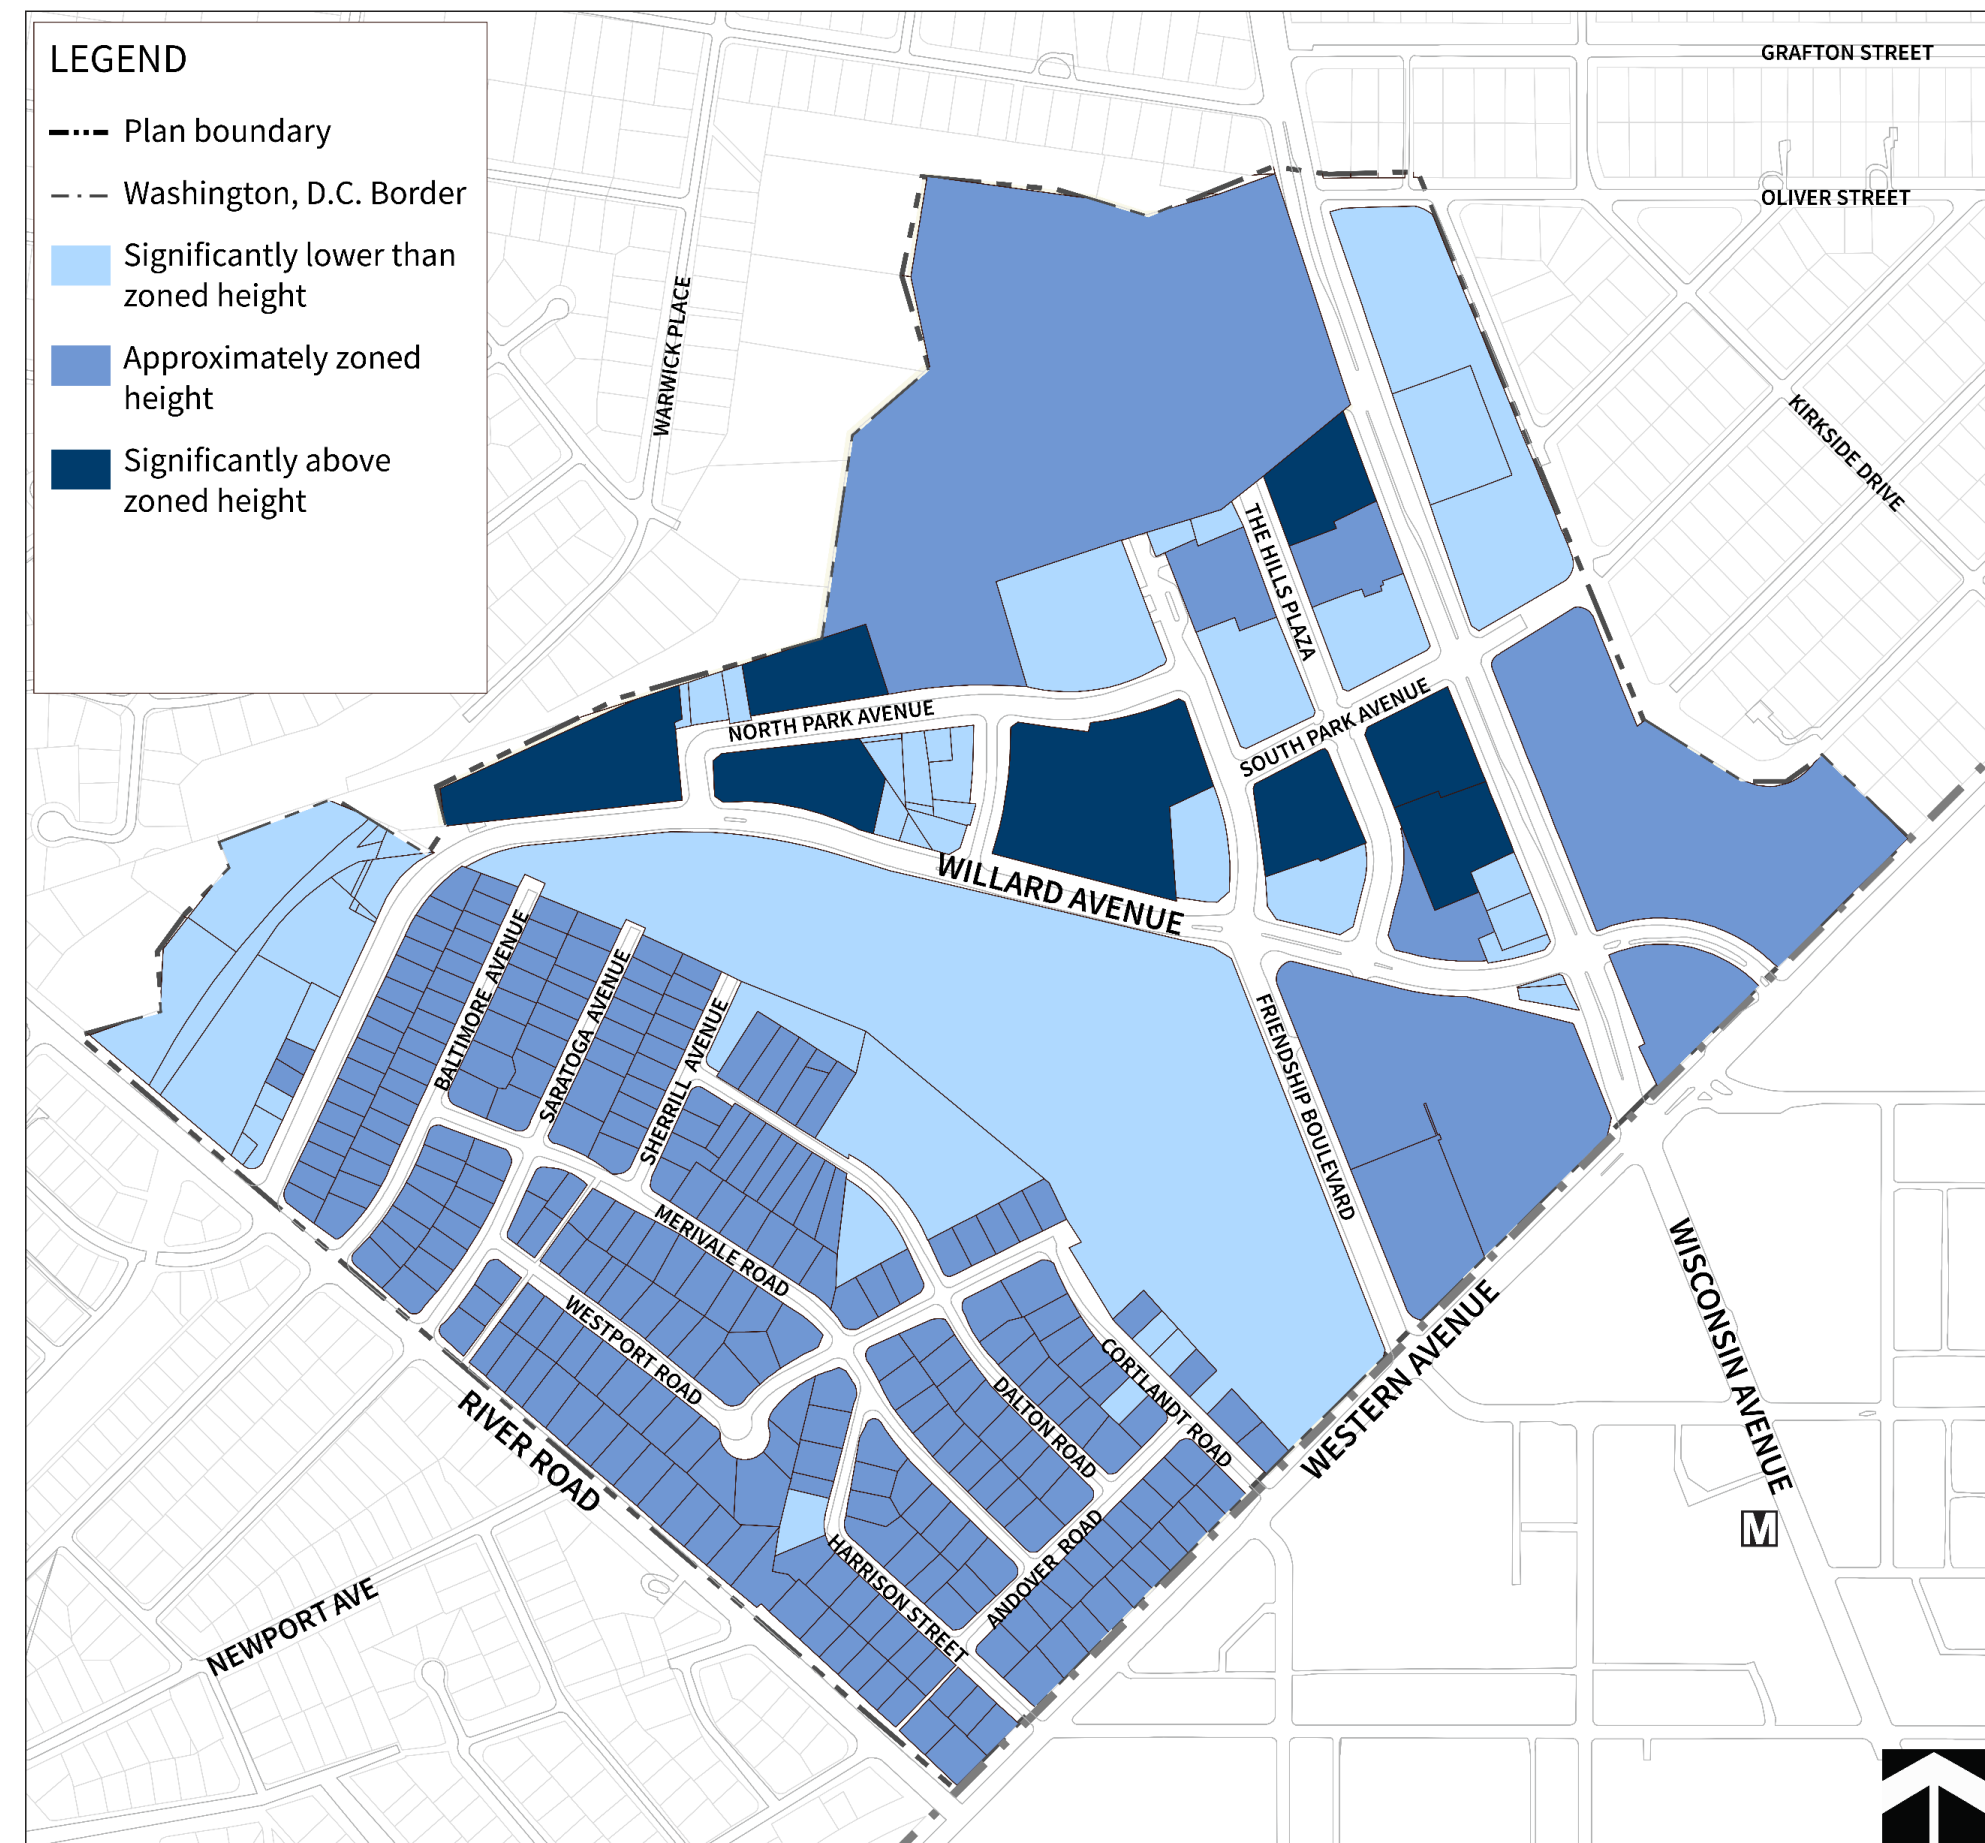 LEGEND
Plan boundary
Washington, D.C. Border
Significantly lower than
zoned height
Approximately zoned
height
Significantly above
zoned height
GRAFTON STREET
OLIVER STREET
KIRKSIDE DRIVE
WARWICK PLACE
THE HILLS PLAZA
NORTH PARK AVENUE
SOUTH PARK AVENUE
WILLARD AVENUE
BALTIMORE AVENUE
SARATOGA AVENUE
SHERRILL AVENUE
FRIENDSHIP BOULEVARD
MERIVALE ROAD
WESTPORT ROAD
RIVER ROAD
DALTON ROAD
CORTLANDT ROAD
WESTERN AVENUE
WISCONSIN AVENUE
M
HARRISON STREET
ANDOVER ROAD
NEWPORT AVE